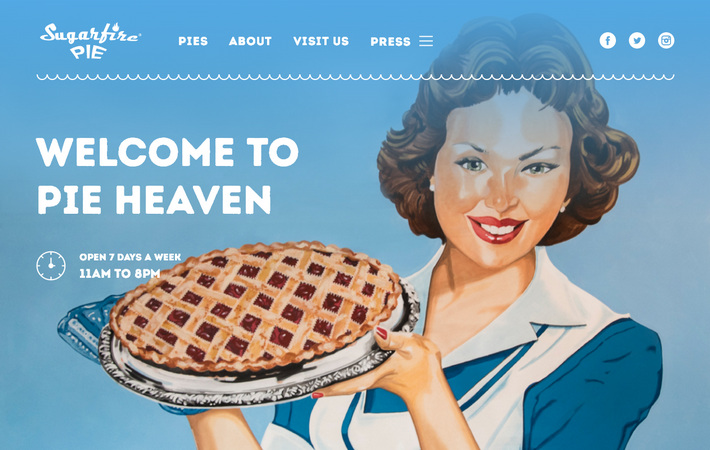 Sugarfire
PIE
PIES ABOUT VISIT US PRESS
WELCOME TO
PIE HEAVEN
OPEN 7 DAYS A WEEK
11AM TO 8PM